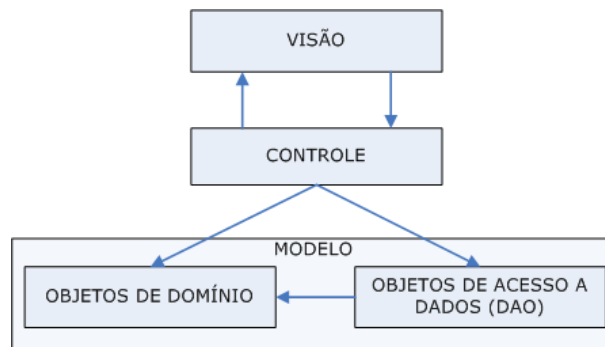 VISÃO
CONTROLE
MODELO
OBJETOS DE DOMÍNIO
OBJETOS DE ACESSO A
DADOS (DAO)